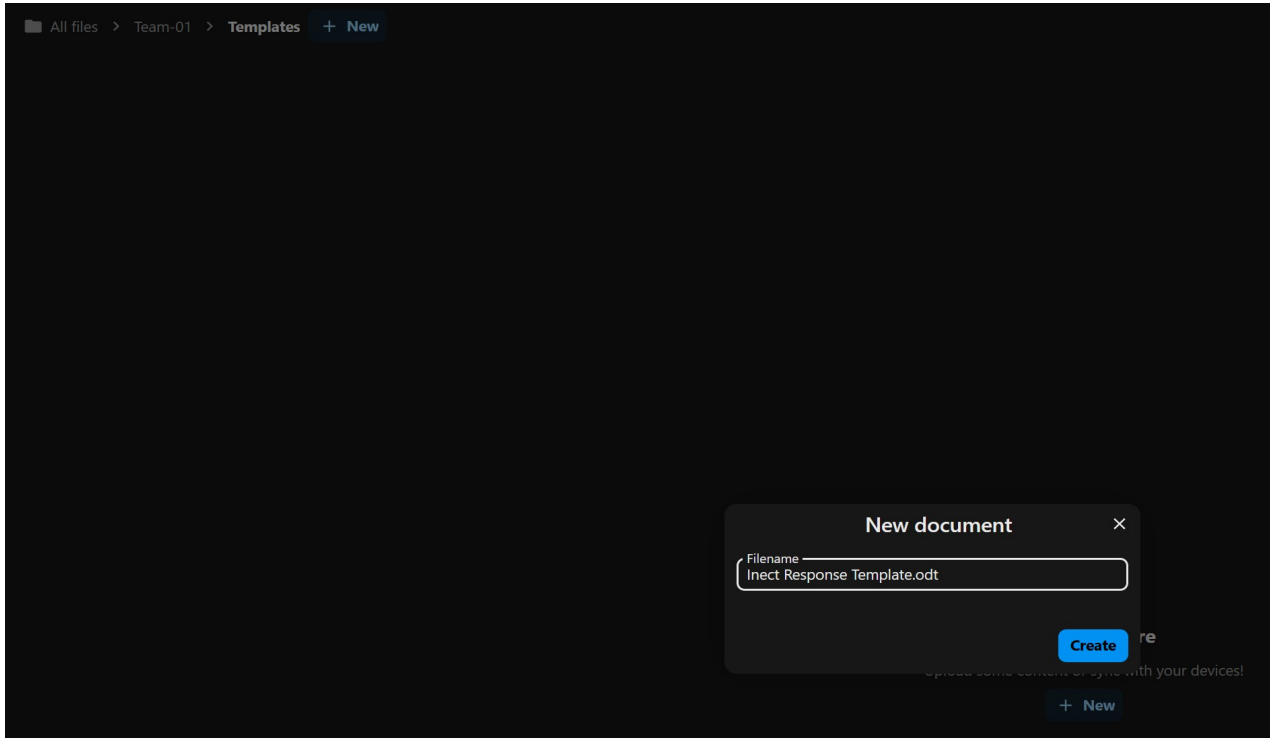 All files > Team-01 > Templates + New
New document
Filename
Inect Response Template.odt
Create
re
Upload some content or sync with your devices!
+ New